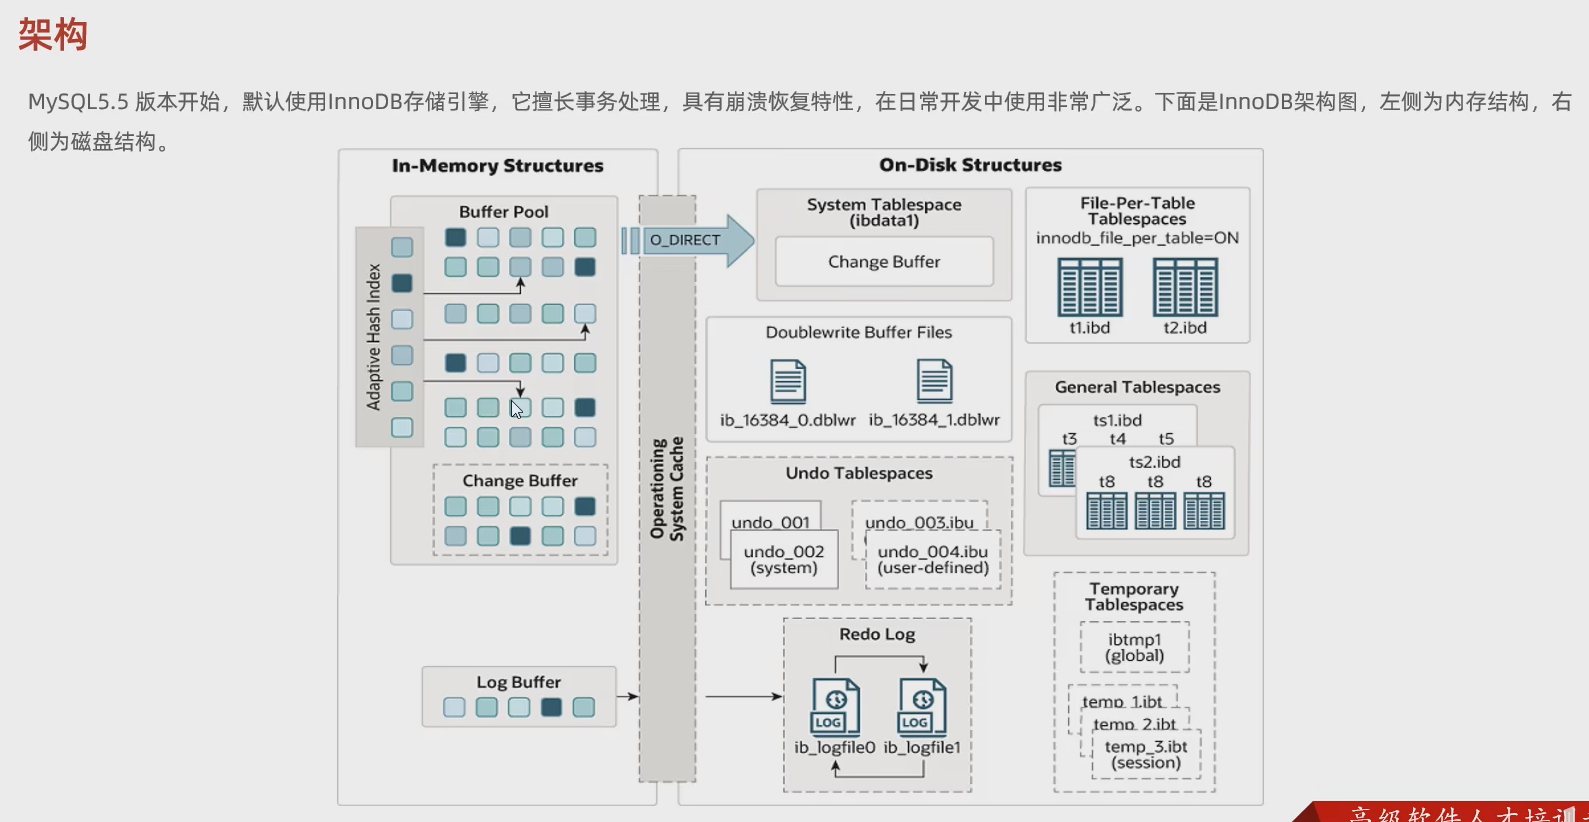 架构
MySQL5.5 版本开始，默认使用InnoDB存储引擎，它擅长事务处理，具有崩溃恢复特性，在日常开发中使用非常广泛。下面是InnoDB架构图，左侧为内存结构，右
侧为磁盘结构。
In-Memory Structures
Buffer Pool
Adaptive Hash Index
Change Buffer
Log Buffer
Operationing
System Cache
O_DIRECT
On-Disk Structures
System Tablespace
(ibdata1)
Change Buffer
Doublewrite Buffer Files
ib_16384_0.dblwr ib_16384_1.dblwr
Undo Tablespaces
undo_001
undo_002
(system)
undo_003.ibu
undo_004.ibu
(user-defined)
Redo Log
LOG LOG
ib_logfile0 ib_logfile1
File-Per-Table
Tablespaces
innodb_file_per_table=ON
t1.ibd t2.ibd
General Tablespaces
ts1.ibd
t3 t4 t5
ts2.ibd
t8 t8 t8
Temporary
Tablespaces
ibtmp1
(global)
temp_1.ibt
temp_2.ibt
temp_3.ibt
(session)
高级软件人才培训